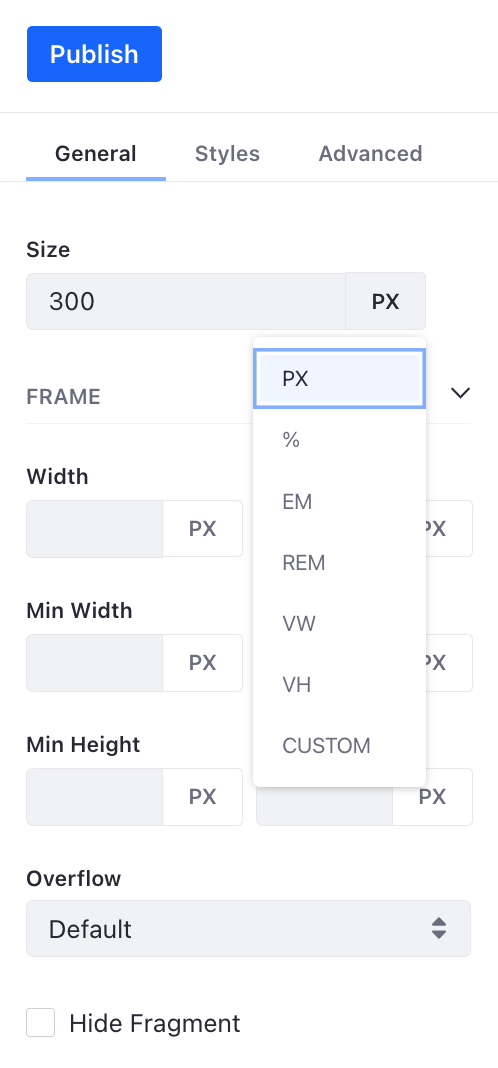 Publish
General Styles Advanced
Size
300 PX
PX
FRAME
%
Width
EM
PX PX
REM
Min Width
VW
PX PX
VH
Min Height
CUSTOM
PX PX
Overflow
Default
Hide Fragment